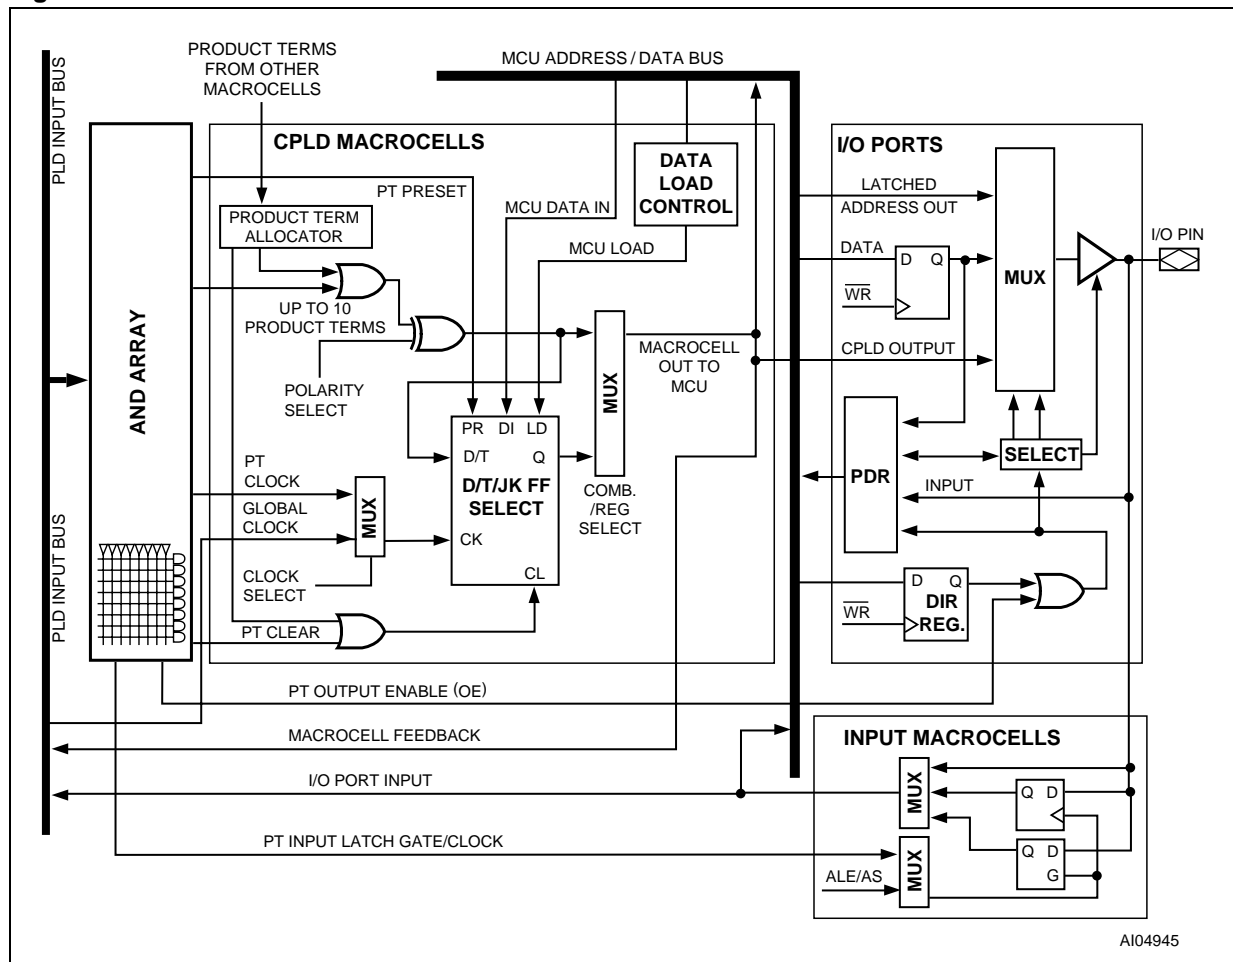 PRODUCT TERMS
FROM OTHER
MACROCELLS
MCU ADDRESS / DATA BUS
PLD INPUT BUS
CPLD MACROCELLS
I/O PORTS
DATA
LOAD
CONTROL
PT PRESET
MCU DATA IN
LATCHED
ADDRESS OUT
PRODUCT TERM
ALLOCATOR
MCU LOAD
I/O PIN
DATA
D Q
MUX
WR
UP TO 10
PRODUCT TERMS
AND ARRAY
MACROCELL
OUT TO
MCU
CPLD OUTPUT
POLARITY
SELECT
MUX
PR DI LD
D/T Q
D/T/JK FF
SELECT
CK
CL
COMB.
/REG
SELECT
PT
CLOCK
GLOBAL
CLOCK
MUX
CLOCK
SELECT
PT CLEAR
PDR
SELECT
INPUT
D Q
DIR
REG.
WR
PLD INPUT BUS
PT OUTPUT ENABLE (OE)
MACROCELL FEEDBACK
I/O PORT INPUT
INPUT MACROCELLS
MUX
Q D
Q D
G
PT INPUT LATCH GATE/CLOCK
MUX
ALE/AS
AI04945